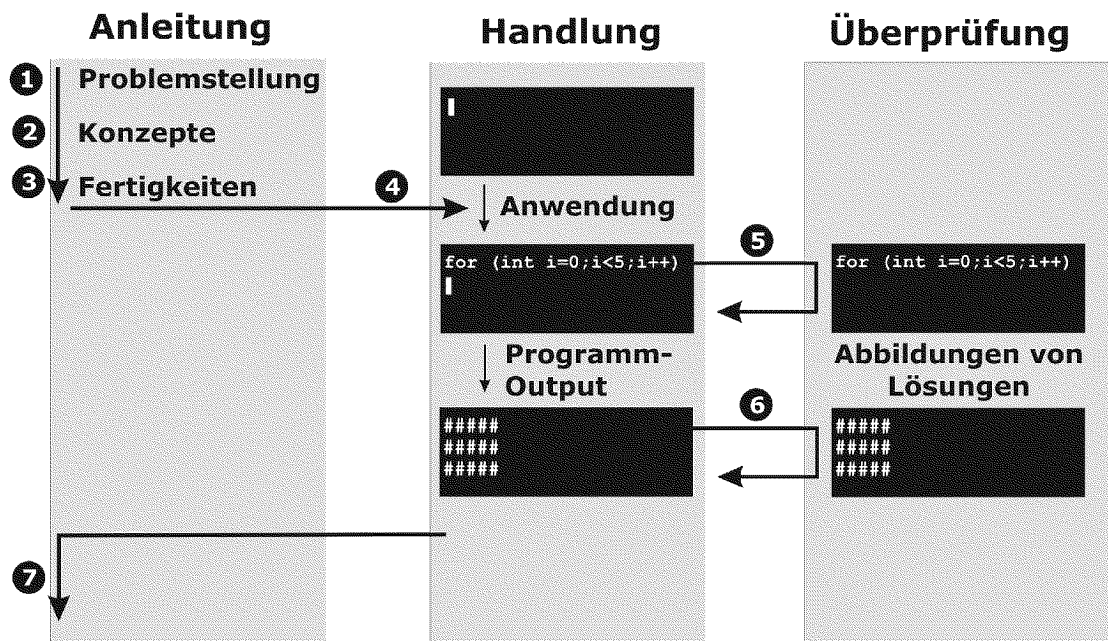 Anleitung
Handlung
Überprüfung
1 Problemstellung
2 Konzepte
3 Fertigkeiten
4
Anwendung
for (int i=0;i<5;i++)
5
for (int i=0;i<5;i++)
Programm-
Output
Abbildungen von
Lösungen
#####
#####
#####
6
#####
#####
#####
7